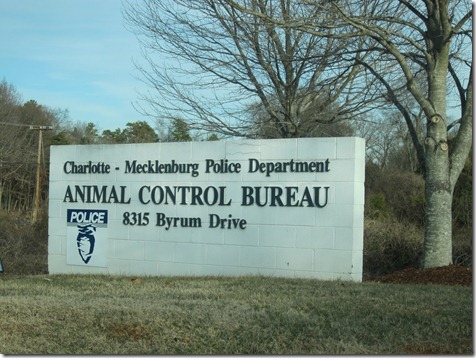 Charlotte - Mecklenburg Police Department
ANIMAL CONTROL BUREAU
8315 Byrum Drive
POLICE